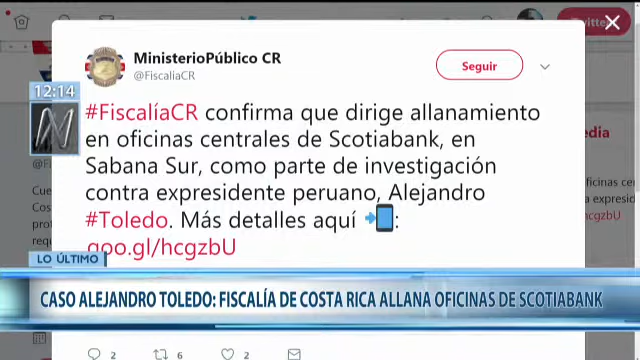 MinisterioPúblico CR
@FiscaliaCR
Seguir
12:14
#FiscalíaCR confirma que dirige allanamiento
en oficinas centrales de Scotiabank, en
Sabana Sur, como parte de investigación
contra expresidente peruano, Alejandro
#Toledo. Más detalles aquí 📲:
goo.gl/hcgzbU
LO ÚLTIMO
CASO ALEJANDRO TOLEDO: FISCALÍA DE COSTA RICA ALLANA OFICINAS DE SCOTIABANK
2
6
2